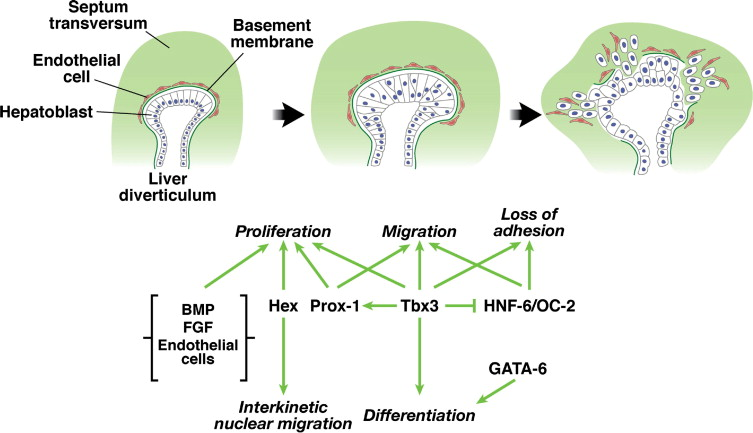 Septum
transversum
Basement
membrane
Endothelial
cell
Hepatoblast
Liver
diverticulum
Proliferation
Migration
Loss of
adhesion
BMP
FGF
Endothelial
cells
Hex
Prox-1
Tbx3
HNF-6/OC-2
GATA-6
Interkinetic
nuclear migration
Differentiation